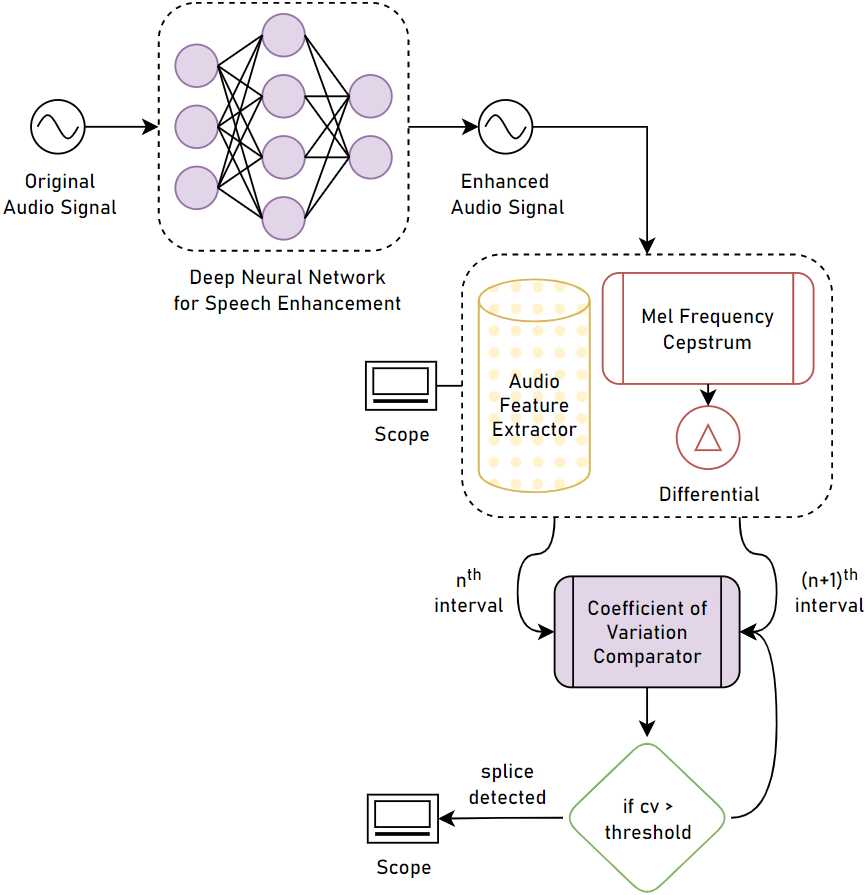 Original
Audio Signal
Deep Neural Network
for Speech Enhancement
Enhanced
Audio Signal
Audio
Feature
Extractor
Mel Frequency
Cepstrum
Differential
Scope
nth
interval
(n+1)th
interval
Coefficient of
Variation
Comparator
if cv >
threshold
splice
detected
Scope